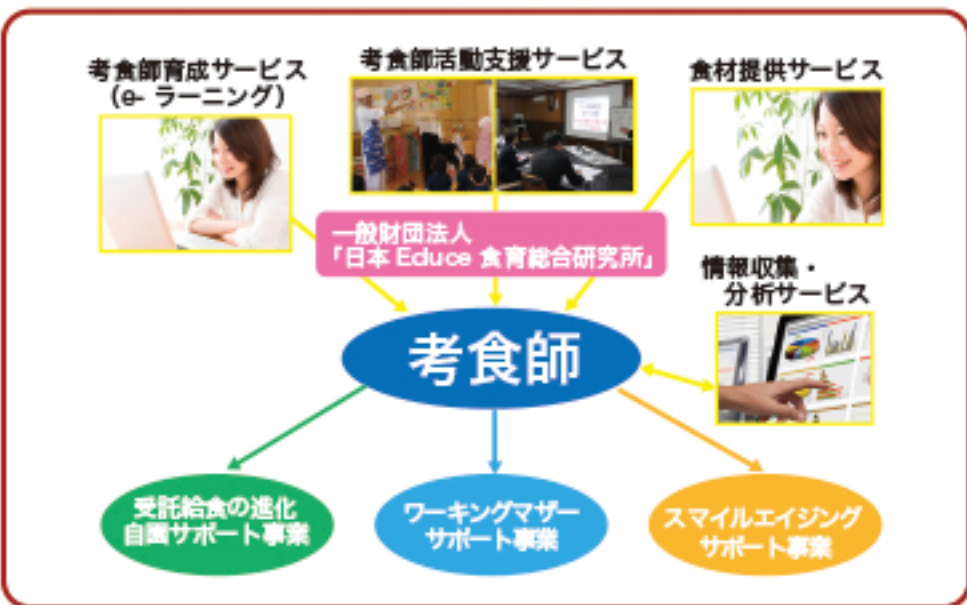 考食師育成サービス
(e- ラーニング)
考食師活動支援サービス
食材提供サービス
一般財団法人
「日本 Educe 食育総合研究所」
情報収集・
分析サービス
考食師
受託給食の進化
自園サポート事業
ワーキングマザー
サポート事業
スマイルエイジング
サポート事業